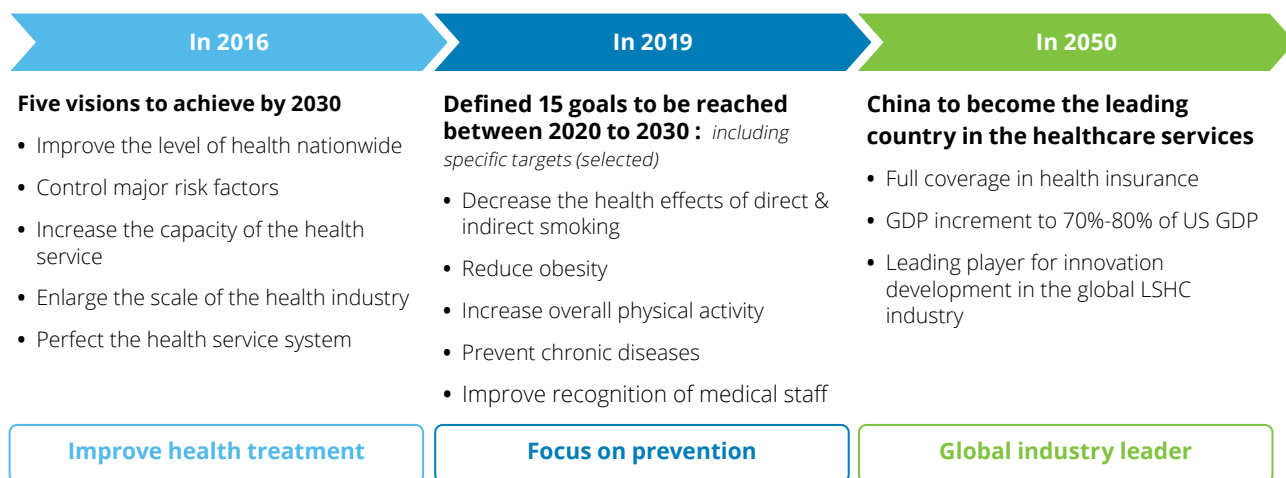 In 2016
Five visions to achieve by 2030
• Improve the level of health nationwide
• Control major risk factors
• Increase the capacity of the health
service
• Enlarge the scale of the health industry
• Perfect the health service system
Improve health treatment
In 2019
Defined 15 goals to be reached
between 2020 to 2030 : including
specific targets (selected)
• Decrease the health effects of direct &
indirect smoking
• Reduce obesity
• Increase overall physical activity
• Prevent chronic diseases
• Improve recognition of medical staff
Focus on prevention
In 2050
China to become the leading
country in the healthcare services
• Full coverage in health insurance
• GDP increment to 70%-80% of US GDP
• Leading player for innovation
development in the global LSHC
industry
Global industry leader